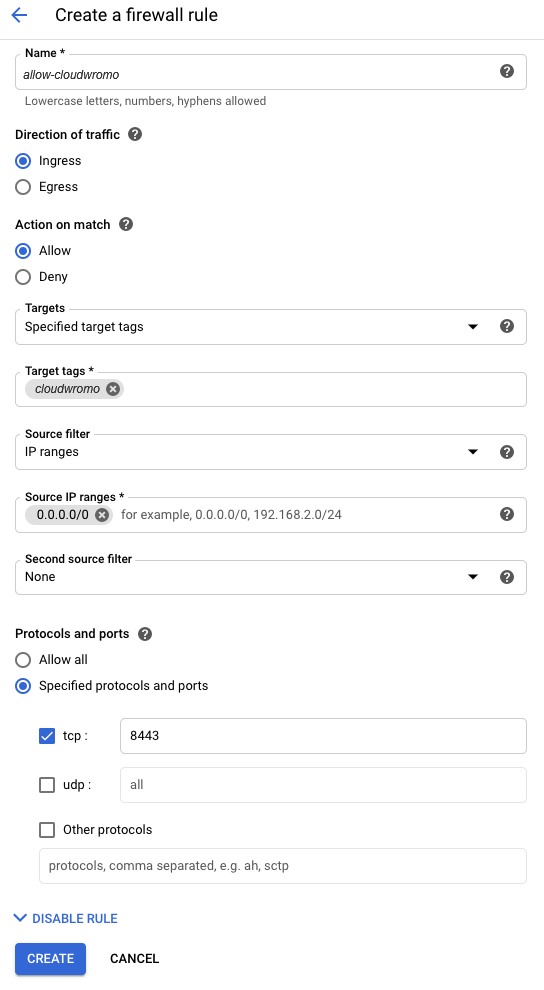 Create a firewall rule
Name *
allow-cloudwromo
Lowercase letters, numbers, hyphens allowed
Direction of traffic
Ingress
Egress
Action on match
Allow
Deny
Targets
Specified target tags
Target tags *
cloudwromo
Source filter
IP ranges
Source IP ranges *
0.0.0.0/0 for example, 0.0.0.0/0, 192.168.2.0/24
Second source filter
None
Protocols and ports
Allow all
Specified protocols and ports
tcp : 8443
udp : all
Other protocols
protocols, comma separated, e.g. ah, sctp
DISABLE RULE
CREATE CANCEL